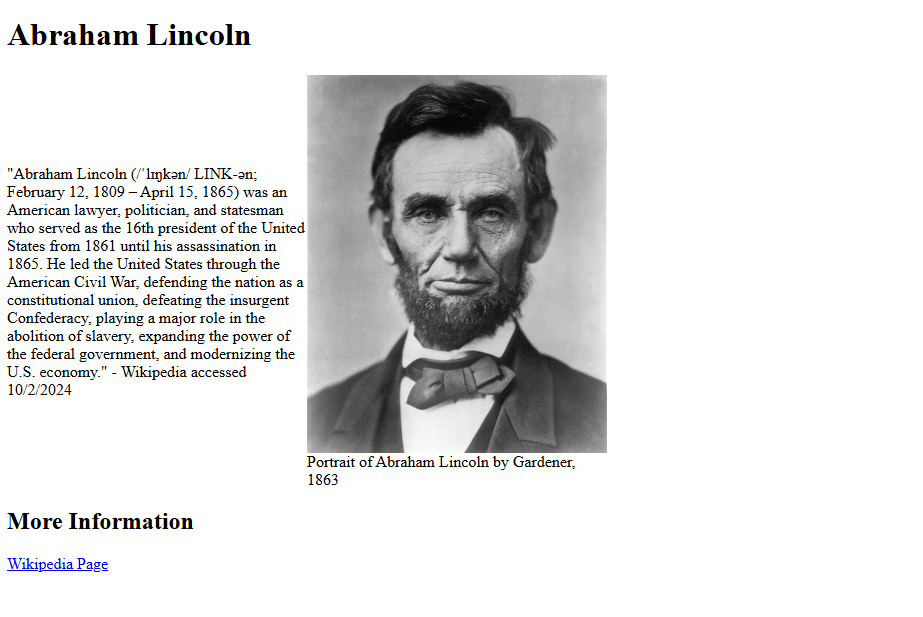 Abraham Lincoln
"Abraham Lincoln (/ˈlɪŋkən/ LINK-ən;
February 12, 1809 – April 15, 1865) was an
American lawyer, politician, and statesman
who served as the 16th president of the United
States from 1861 until his assassination in
1865. He led the United States through the
American Civil War, defending the nation as a
constitutional union, defeating the insurgent
Confederacy, playing a major role in the
abolition of slavery, expanding the power of
the federal government, and modernizing the
U.S. economy." - Wikipedia accessed
10/2/2024
Portrait of Abraham Lincoln by Gardener,
1863
More Information
Wikipedia Page